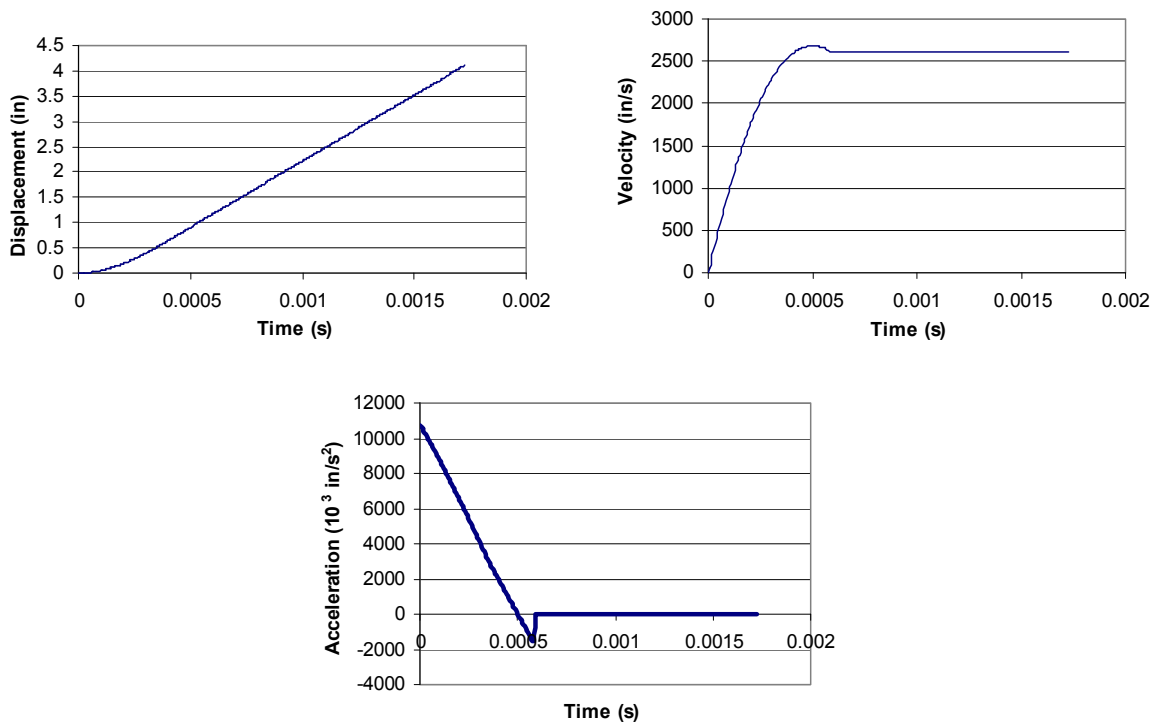 4.5
4
3.5
3
2.5
2
1.5
1
0.5
0
Displacement (in)
0 0.0005 0.001 0.0015 0.002
Time (s)
3000
2500
2000
1500
1000
500
0
Velocity (in/s)
0 0.0005 0.001 0.0015 0.002
Time (s)
12000
10000
8000
6000
4000
2000
0
-2000
-4000
Acceleration (10³ in/s²)
0 0.0005 0.001 0.0015 0.002
Time (s)